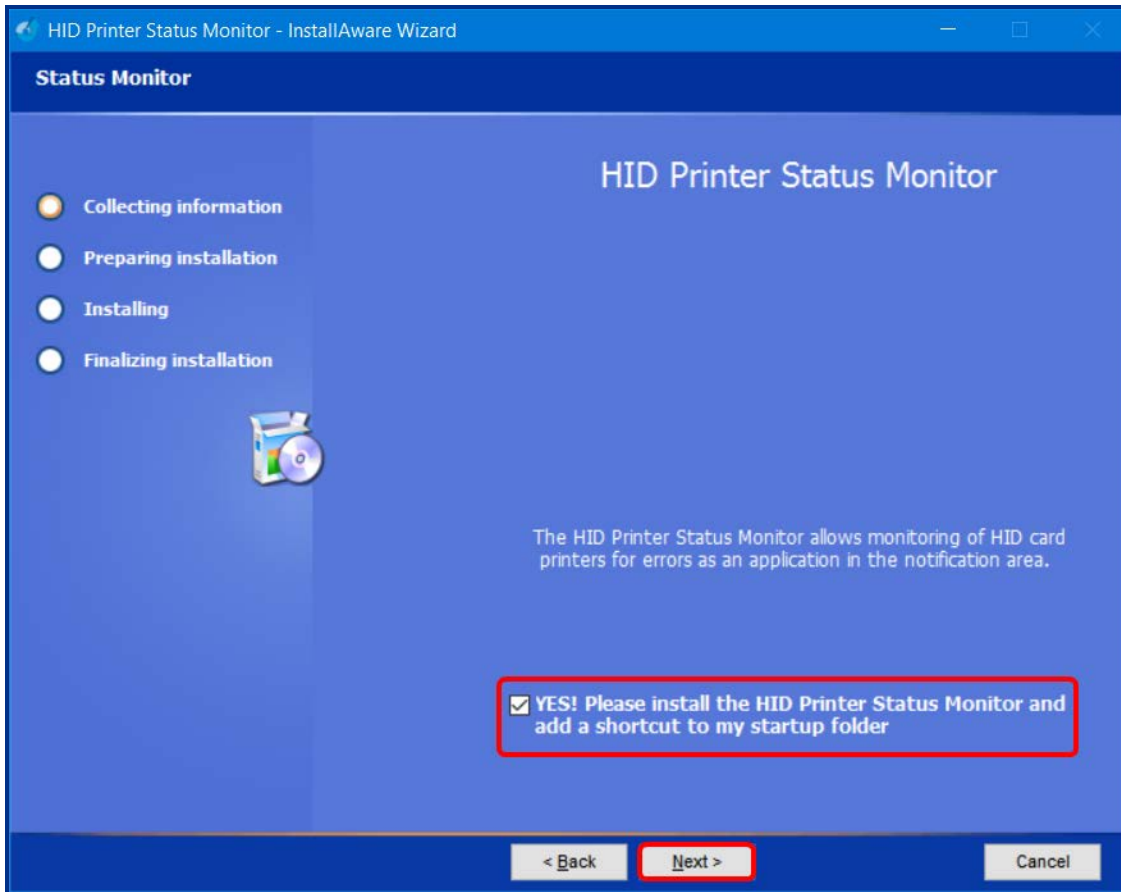 HID Printer Status Monitor - InstallAware Wizard
Status Monitor
HID Printer Status Monitor
Collecting information
Preparing installation
Installing
Finalizing installation
The HID Printer Status Monitor allows monitoring of HID card
printers for errors as an application in the notification area.
YES! Please install the HID Printer Status Monitor and
add a shortcut to my startup folder
< Back
Next >
Cancel